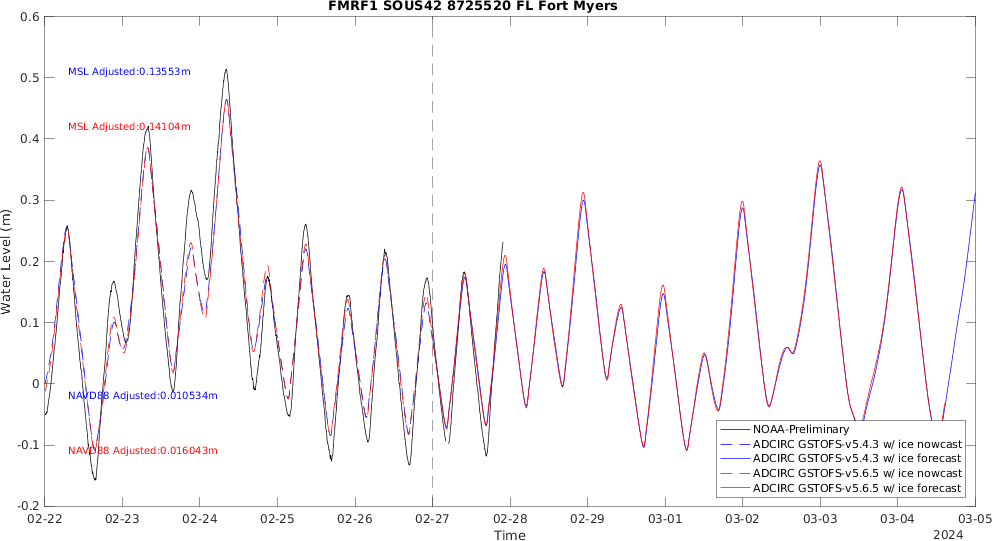 FMRF1 SOUS42 8725520 FL Fort Myers
0.6
0.5
0.4
0.3
0.2
0.1
0
-0.1
-0.2
Water Level (m)
MSL Adjusted:0.13553m
MSL Adjusted:0.14104m
NAVD88 Adjusted:0.010534m
NAVD88 Adjusted:0.016043m
NOAA-Preliminary
ADCIRC GSTOFS-v5.4.3 w/ ice nowcast
ADCIRC GSTOFS-v5.4.3 w/ ice forecast
ADCIRC GSTOFS-v5.6.5 w/ ice nowcast
ADCIRC GSTOFS-v5.6.5 w/ ice forecast
02-22 02-23 02-24 02-25 02-26 02-27 02-28 02-29 03-01 03-02 03-03 03-04 03-05
Time
2024